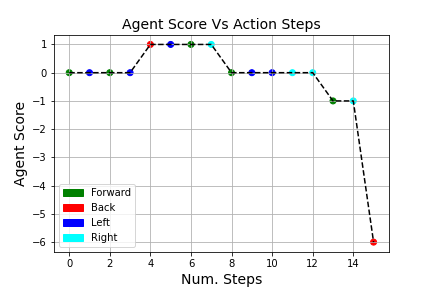 Agent Score Vs Action Steps
Agent Score
1
0
−1
−2
−3
−4
−5
−6
Forward
Back
Left
Right
0 2 4 6 8 10 12 14
Num. Steps